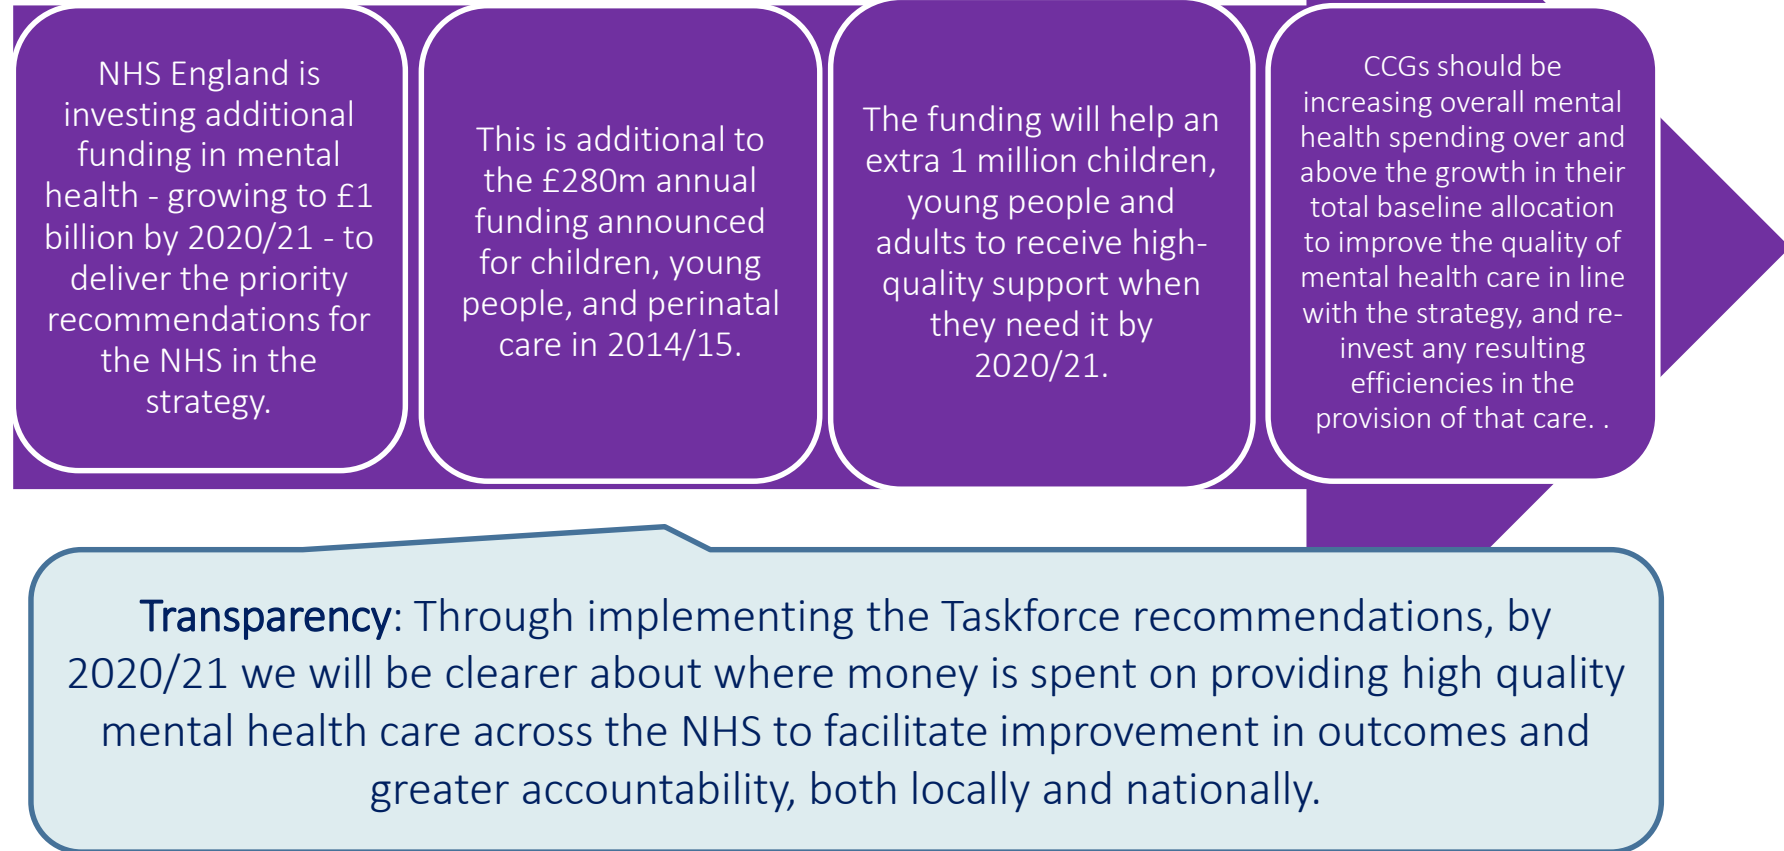 NHS England is
investing additional
funding in mental
health - growing to £1
billion by 2020/21 - to
deliver the priority
recommendations for
the NHS in the
strategy.
This is additional to
the £280m annual
funding announced
for children, young
people, and perinatal
care in 2014/15.
The funding will help an
extra 1 million children,
young people and
adults to receive high-
quality support when
they need it by
2020/21.
CCGs should be
increasing overall mental
health spending over and
above the growth in their
total baseline allocation
to improve the quality of
mental health care in line
with the strategy, and re-
invest any resulting
efficiencies in the
provision of that care. .
Transparency: Through implementing the Taskforce recommendations, by
2020/21 we will be clearer about where money is spent on providing high quality
mental health care across the NHS to facilitate improvement in outcomes and
greater accountability, both locally and nationally.